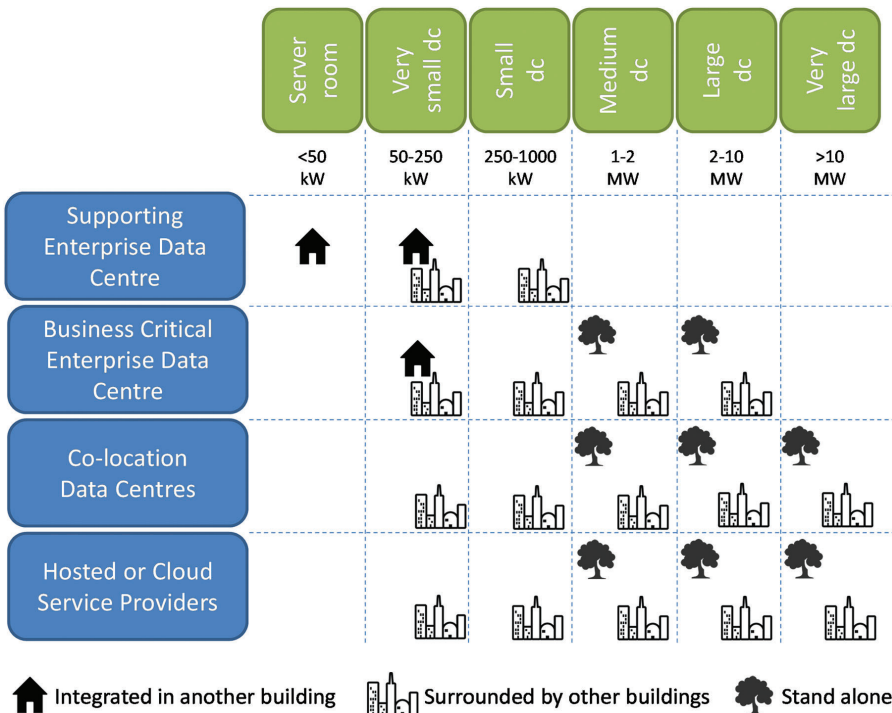 Server
room
Very
small dc
Small
dc
Medium
dc
Large
dc
Very
large dc
<50
kW
50-250
kW
250-1000
kW
1-2
MW
2-10
MW
>10
MW
Supporting
Enterprise Data
Centre
Business Critical
Enterprise Data
Centre
Co-location
Data Centres
Hosted or Cloud
Service Providers
Integrated in another building
Surrounded by other buildings
Stand alone